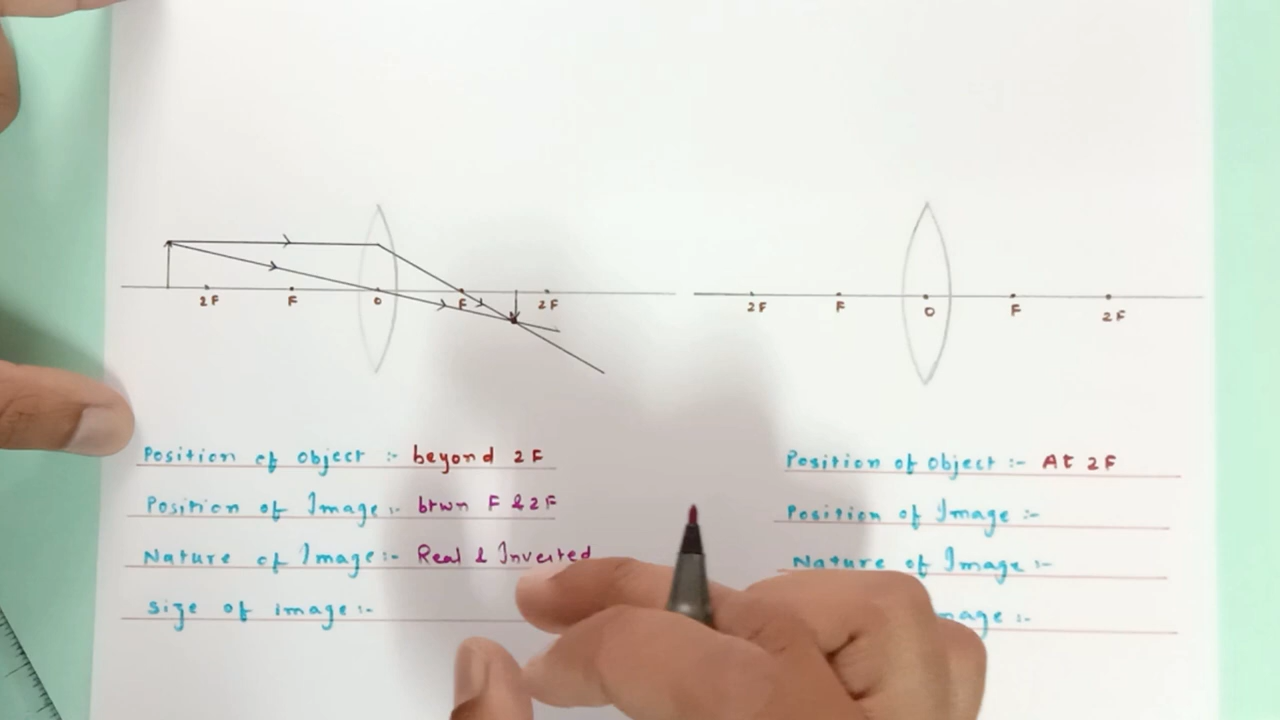 2F F O F 2F
2F F O F 2F
Position of object :- beyond 2F
Position of Image :- btwn F & 2F
Nature of Image :- Real & Inverted
Size of image :-
Position of Object :- At 2F
Position of Image :-
Nature of Image :-
mage :-